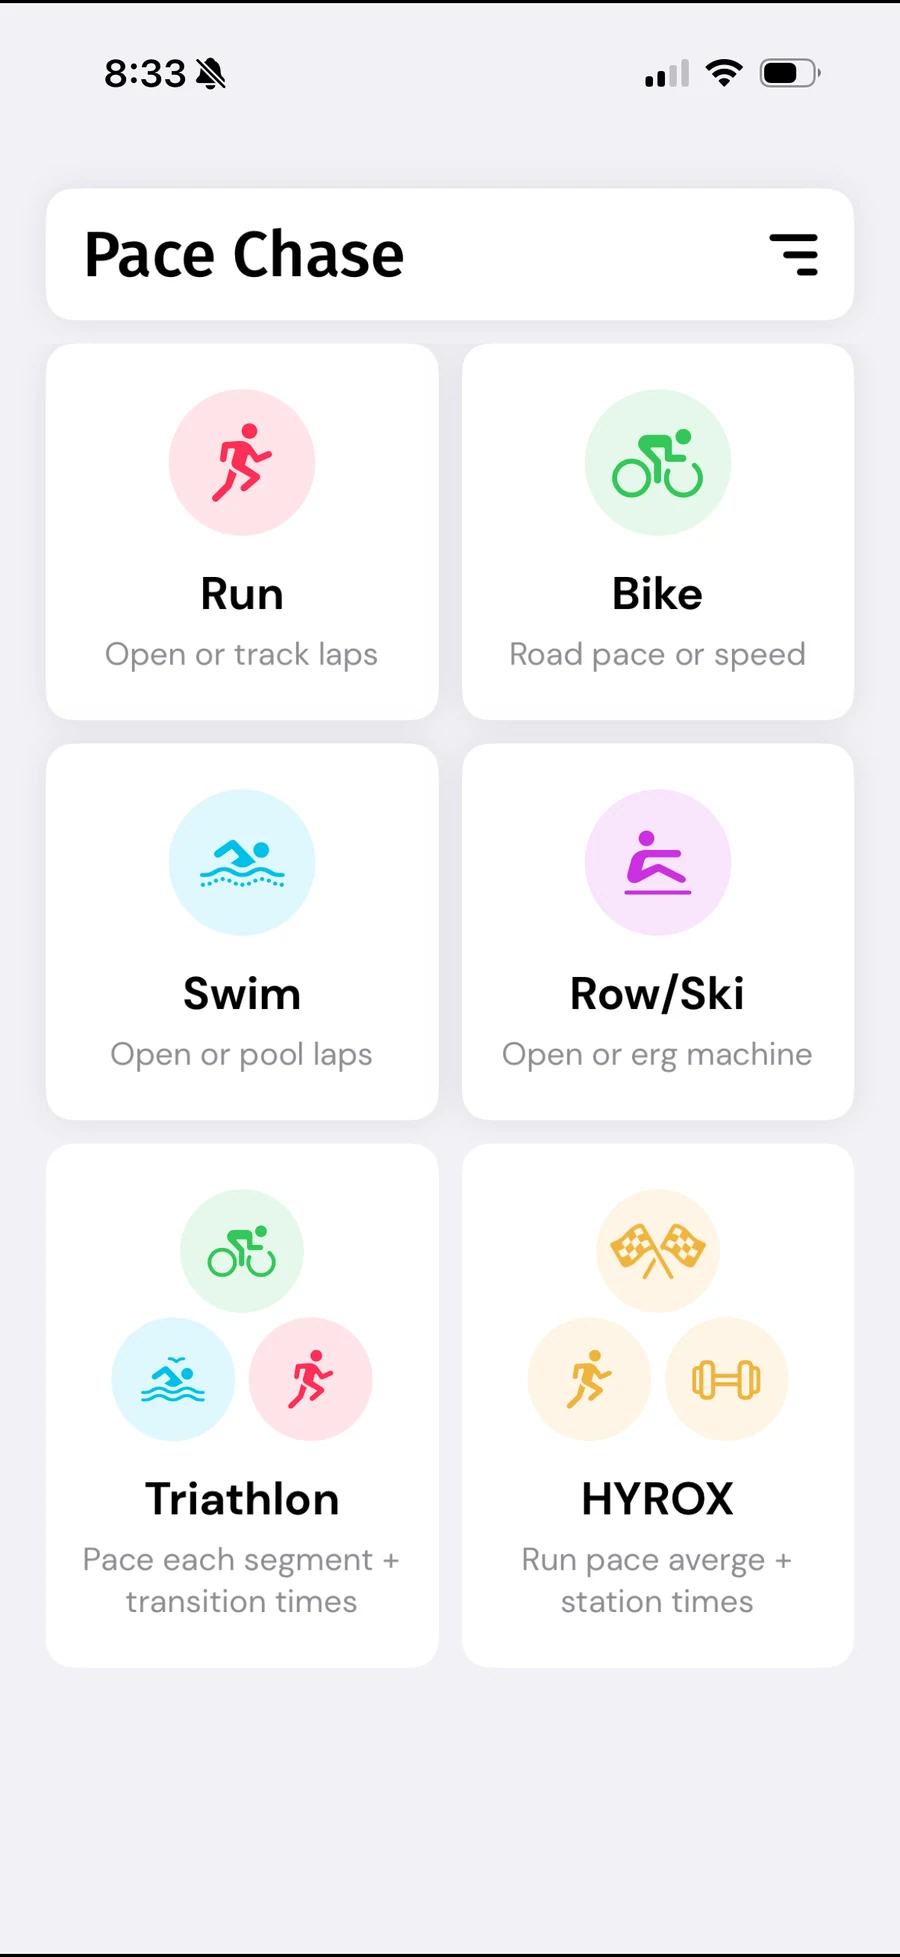 8:33
Pace Chase
Run
Open or track laps
Bike
Road pace or speed
Swim
Open or pool laps
Row/Ski
Open or erg machine
Triathlon
Pace each segment +
transition times
HYROX
Run pace averge +
station times